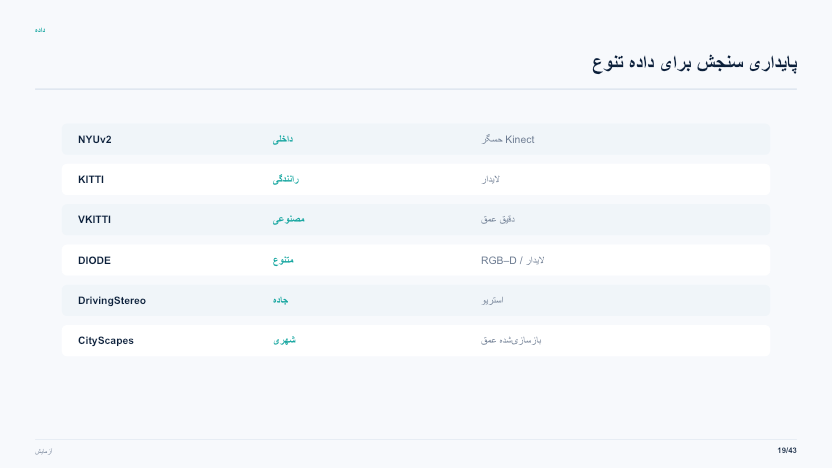 داده
پایداری سنجش برای داده تنوع
NYUv2 داخلی حسگر Kinect
KITTI رانندگی لایدار
VKITTI مصنوعی دقیق عمق
DIODE متنوع لایدار / RGB–D
DrivingStereo جاده استریو
CityScapes شهری بازسازی‌شده عمق
آزمایش
19/43